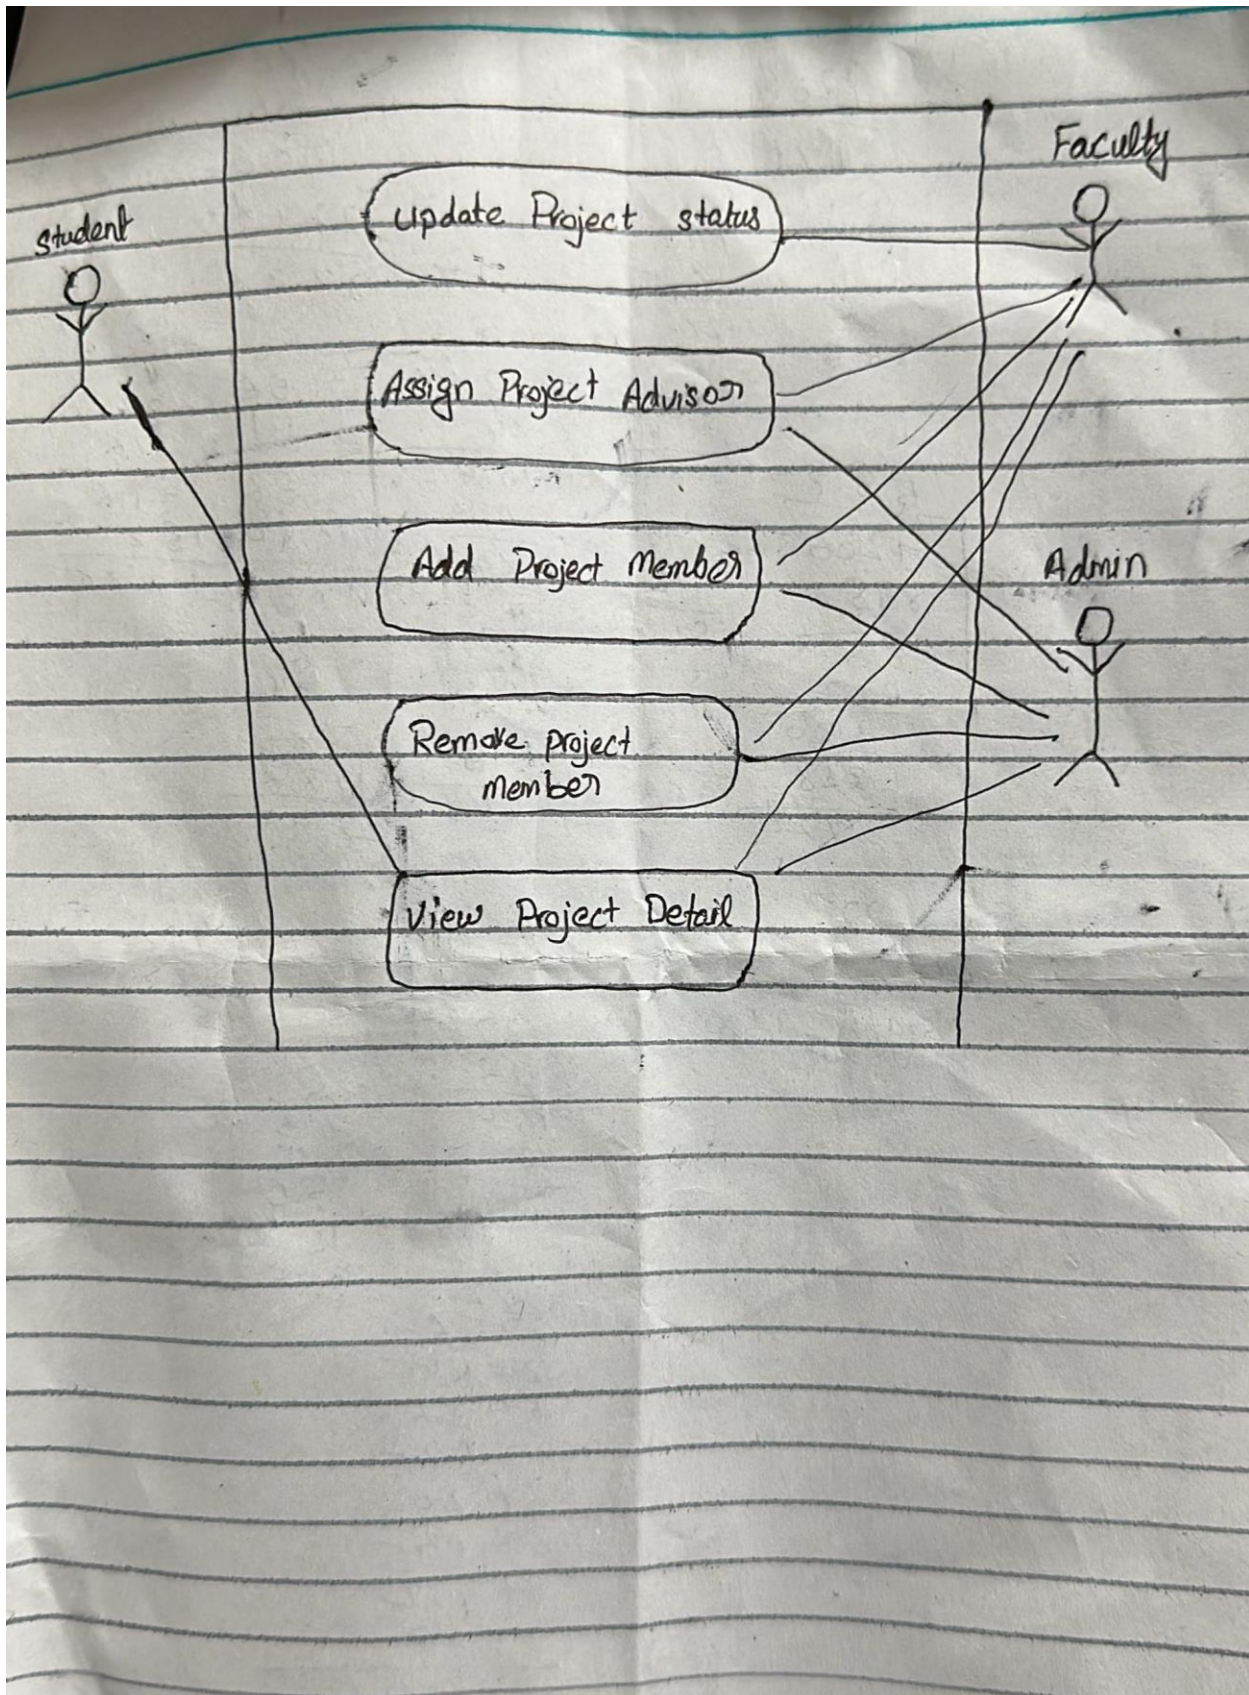 Faculty
Student
Update Project status
Assign Project Advisor
Add Project Member
Admin
Remove project
member
View Project Detail